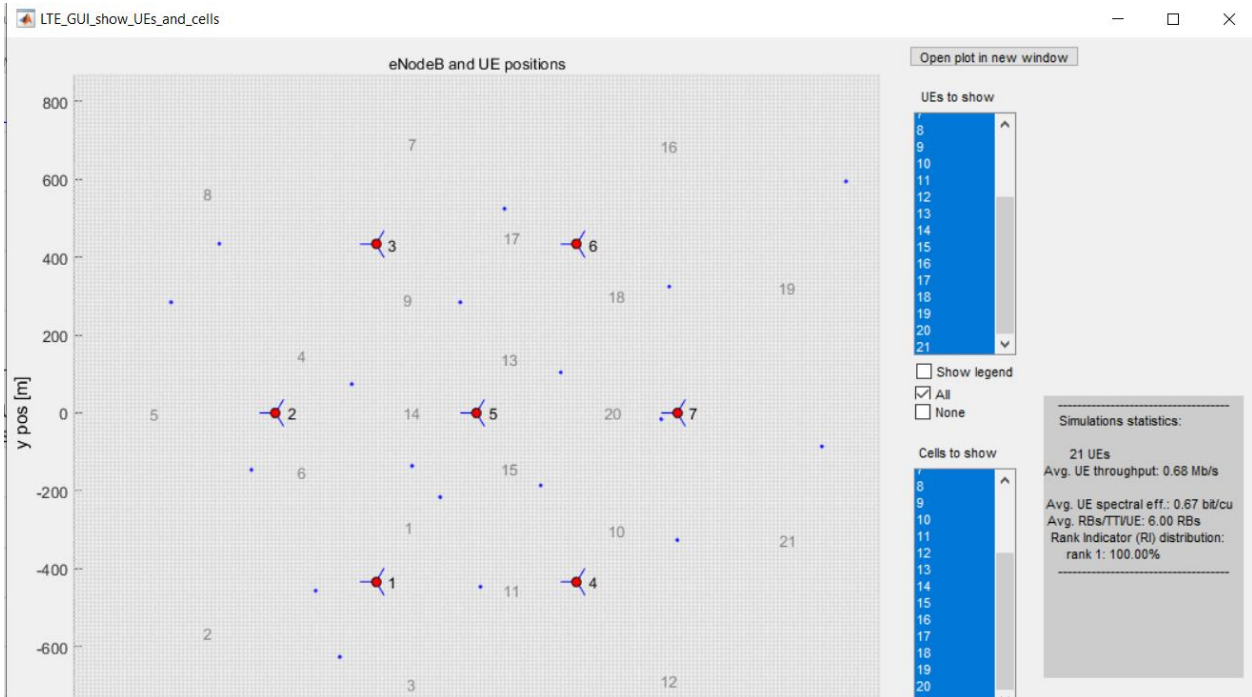 LTE_GUI_show_UEs_and_cells
eNodeB and UE positions
Open plot in new window
UEs to show
8
9
10
11
12
13
14
15
16
17
18
19
20
21
Show legend
All
None
Cells to show
8
9
10
11
12
13
14
15
16
17
18
19
20
Simulations statistics:
21 UEs
Avg. UE throughput: 0.68 Mb/s
Avg. UE spectral eff.: 0.67 bit/cu
Avg. RBs/TTI/UE: 6.00 RBs
Rank Indicator (RI) distribution:
rank 1: 100.00%
y pos [m]
800
600
400
200
0
-200
-400
-600
7 16
8
17
3 6
9 18 19
4 13
5 2 14 5 20 7
6 15
1 10 21
1 11 4
2
3 12